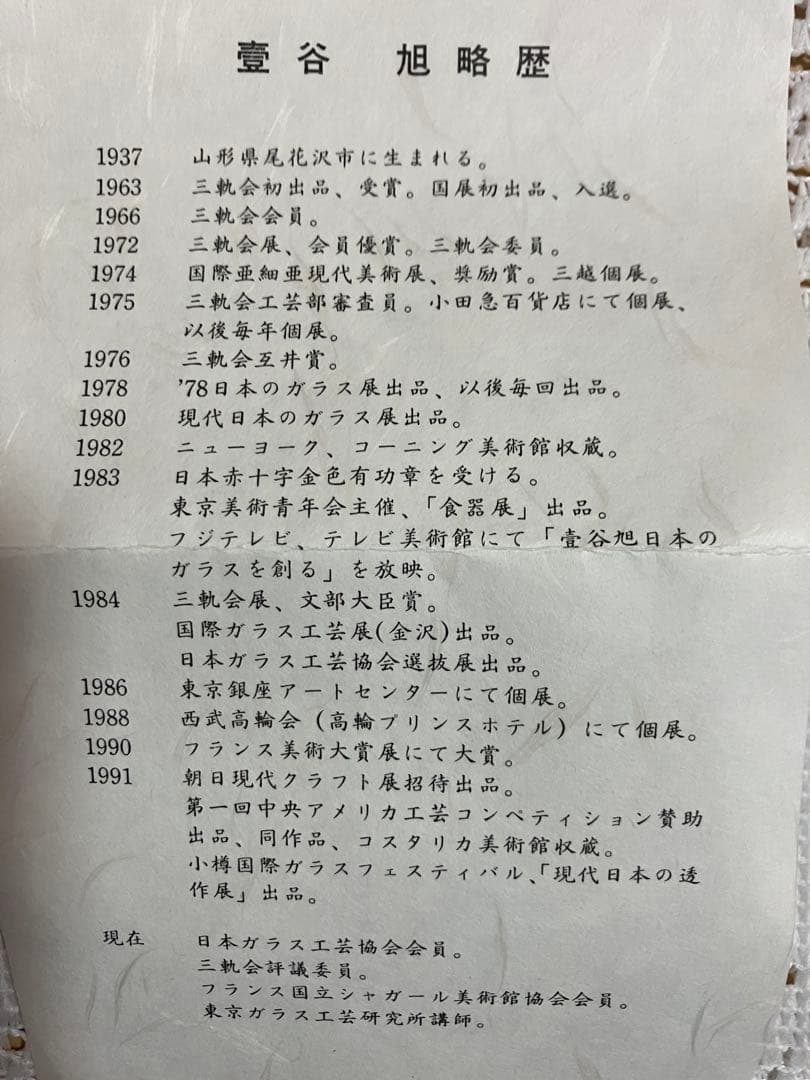 壹谷　旭略歴
1937　山形県尾花沢市に生まれる。
1963　三軌会初出品、受賞。国展初出品、入選。
1966　三軌会会員。
1972　三軌会展、会員優賞。三軌会委員。
1974　国際亜細亜現代美術展、奨励賞。三越個展。
1975　三軌会工芸部審査員。小田急百貨店にて個展、
以後毎年個展。
1976　三軌会互井賞。
1978　'78日本のガラス展出品、以後毎回出品。
1980　現代日本のガラス展出品。
1982　ニューヨーク、コーニング美術館収蔵。
1983　日本赤十字金色有功章を受ける。
東京美術青年会主催、「食器展」出品。
フジテレビ、テレビ美術館にて「壹谷旭日本の
ガラスを創る」を放映。
1984　三軌会展、文部大臣賞。
国際ガラス工芸展(金沢)出品。
日本ガラス工芸協会選抜展出品。
1986　東京銀座アートセンターにて個展。
1988　西武高輪会（高輪プリンスホテル）にて個展。
1990　フランス美術大賞展にて大賞。
1991　朝日現代クラフト展招待出品。
第一回中央アメリカ工芸コンペティション賛助
出品、同作品、コスタリカ美術館収蔵。
小樽国際ガラスフェスティバル、「現代日本の透
作展」出品。
現在　日本ガラス工芸協会会員。
三軌会評議委員。
フランス国立シャガール美術館協会会員。
東京ガラス工芸研究所講師。